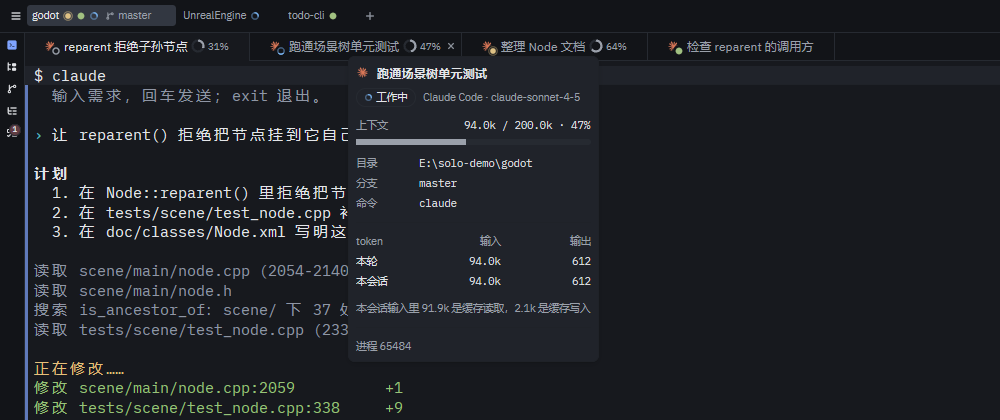 godot master UnrealEngine todo-cli +
reparent 拒绝子孙节点 31% 跑通场景树单元测试 47% × 整理 Node 文档 64% 检查 reparent 的调用方
$ claude
输入需求，回车发送；exit 退出。
› 让 reparent() 拒绝把节点挂到它自己
计划
1. 在 Node::reparent() 里拒绝把节
2. 在 tests/scene/test_node.cpp
3. 在 doc/classes/Node.xml 写明这
读取 scene/main/node.cpp (2054-2140
读取 scene/main/node.h
搜索 is_ancestor_of: scene/ 下 37 处
读取 tests/scene/test_node.cpp (233
正在修改……
修改 scene/main/node.cpp:2059 +1
修改 tests/scene/test_node.cpp:338 +9
1
跑通场景树单元测试
工作中 Claude Code · claude-sonnet-4-5
上下文 94.0k / 200.0k · 47%
目录 E:\solo-demo\godot
分支 master
命令 claude
token 输入 输出
本轮 94.0k 612
本会话 94.0k 612
本会话输入里 91.9k 是缓存读取，2.1k 是缓存写入
进程 65484